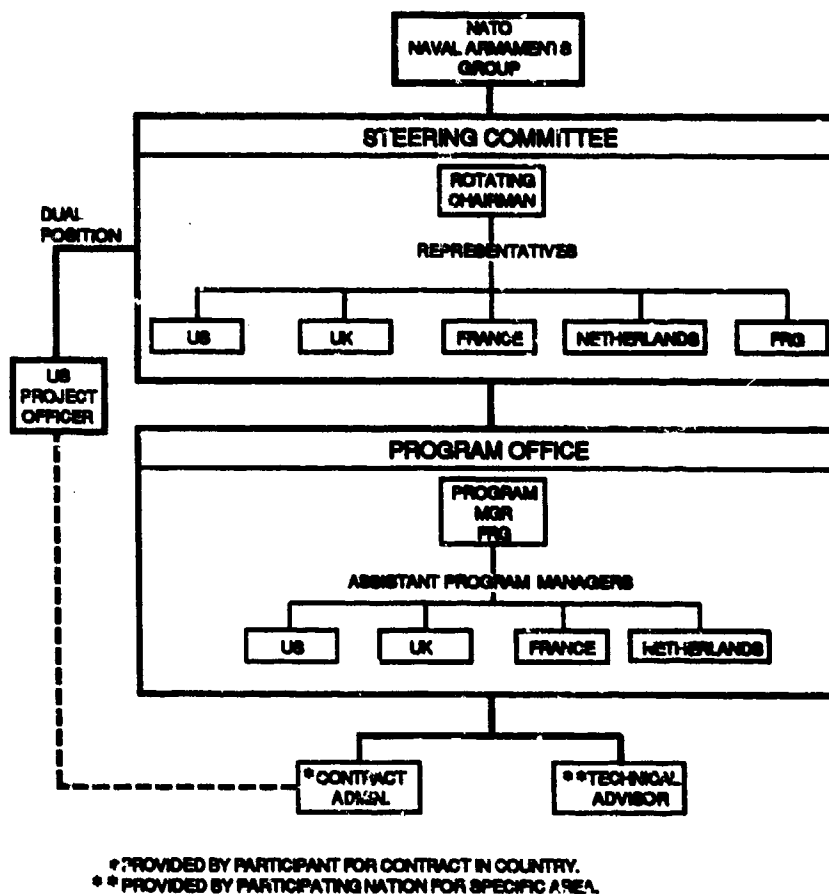 NATO
NAVAL ARMAMENTS
GROUP
STEERING COMMITTEE
ROTATING
CHAIRMAN
DUAL
POSITION
REPRESENTATIVES
US
UK
FRANCE
NETHERLANDS
FRG
US
PROJECT
OFFICER
PROGRAM OFFICE
PROGRAM
MGR
FRG
ASSISTANT PROGRAM MANAGERS
US
UK
FRANCE
NETHERLANDS
*CONTRACT
ADMIN.
**TECHNICAL
ADVISOR
* PROVIDED BY PARTICIPANT FOR CONTRACT IN COUNTRY.
** PROVIDED BY PARTICIPATING NATION FOR SPECIFIC AREA.